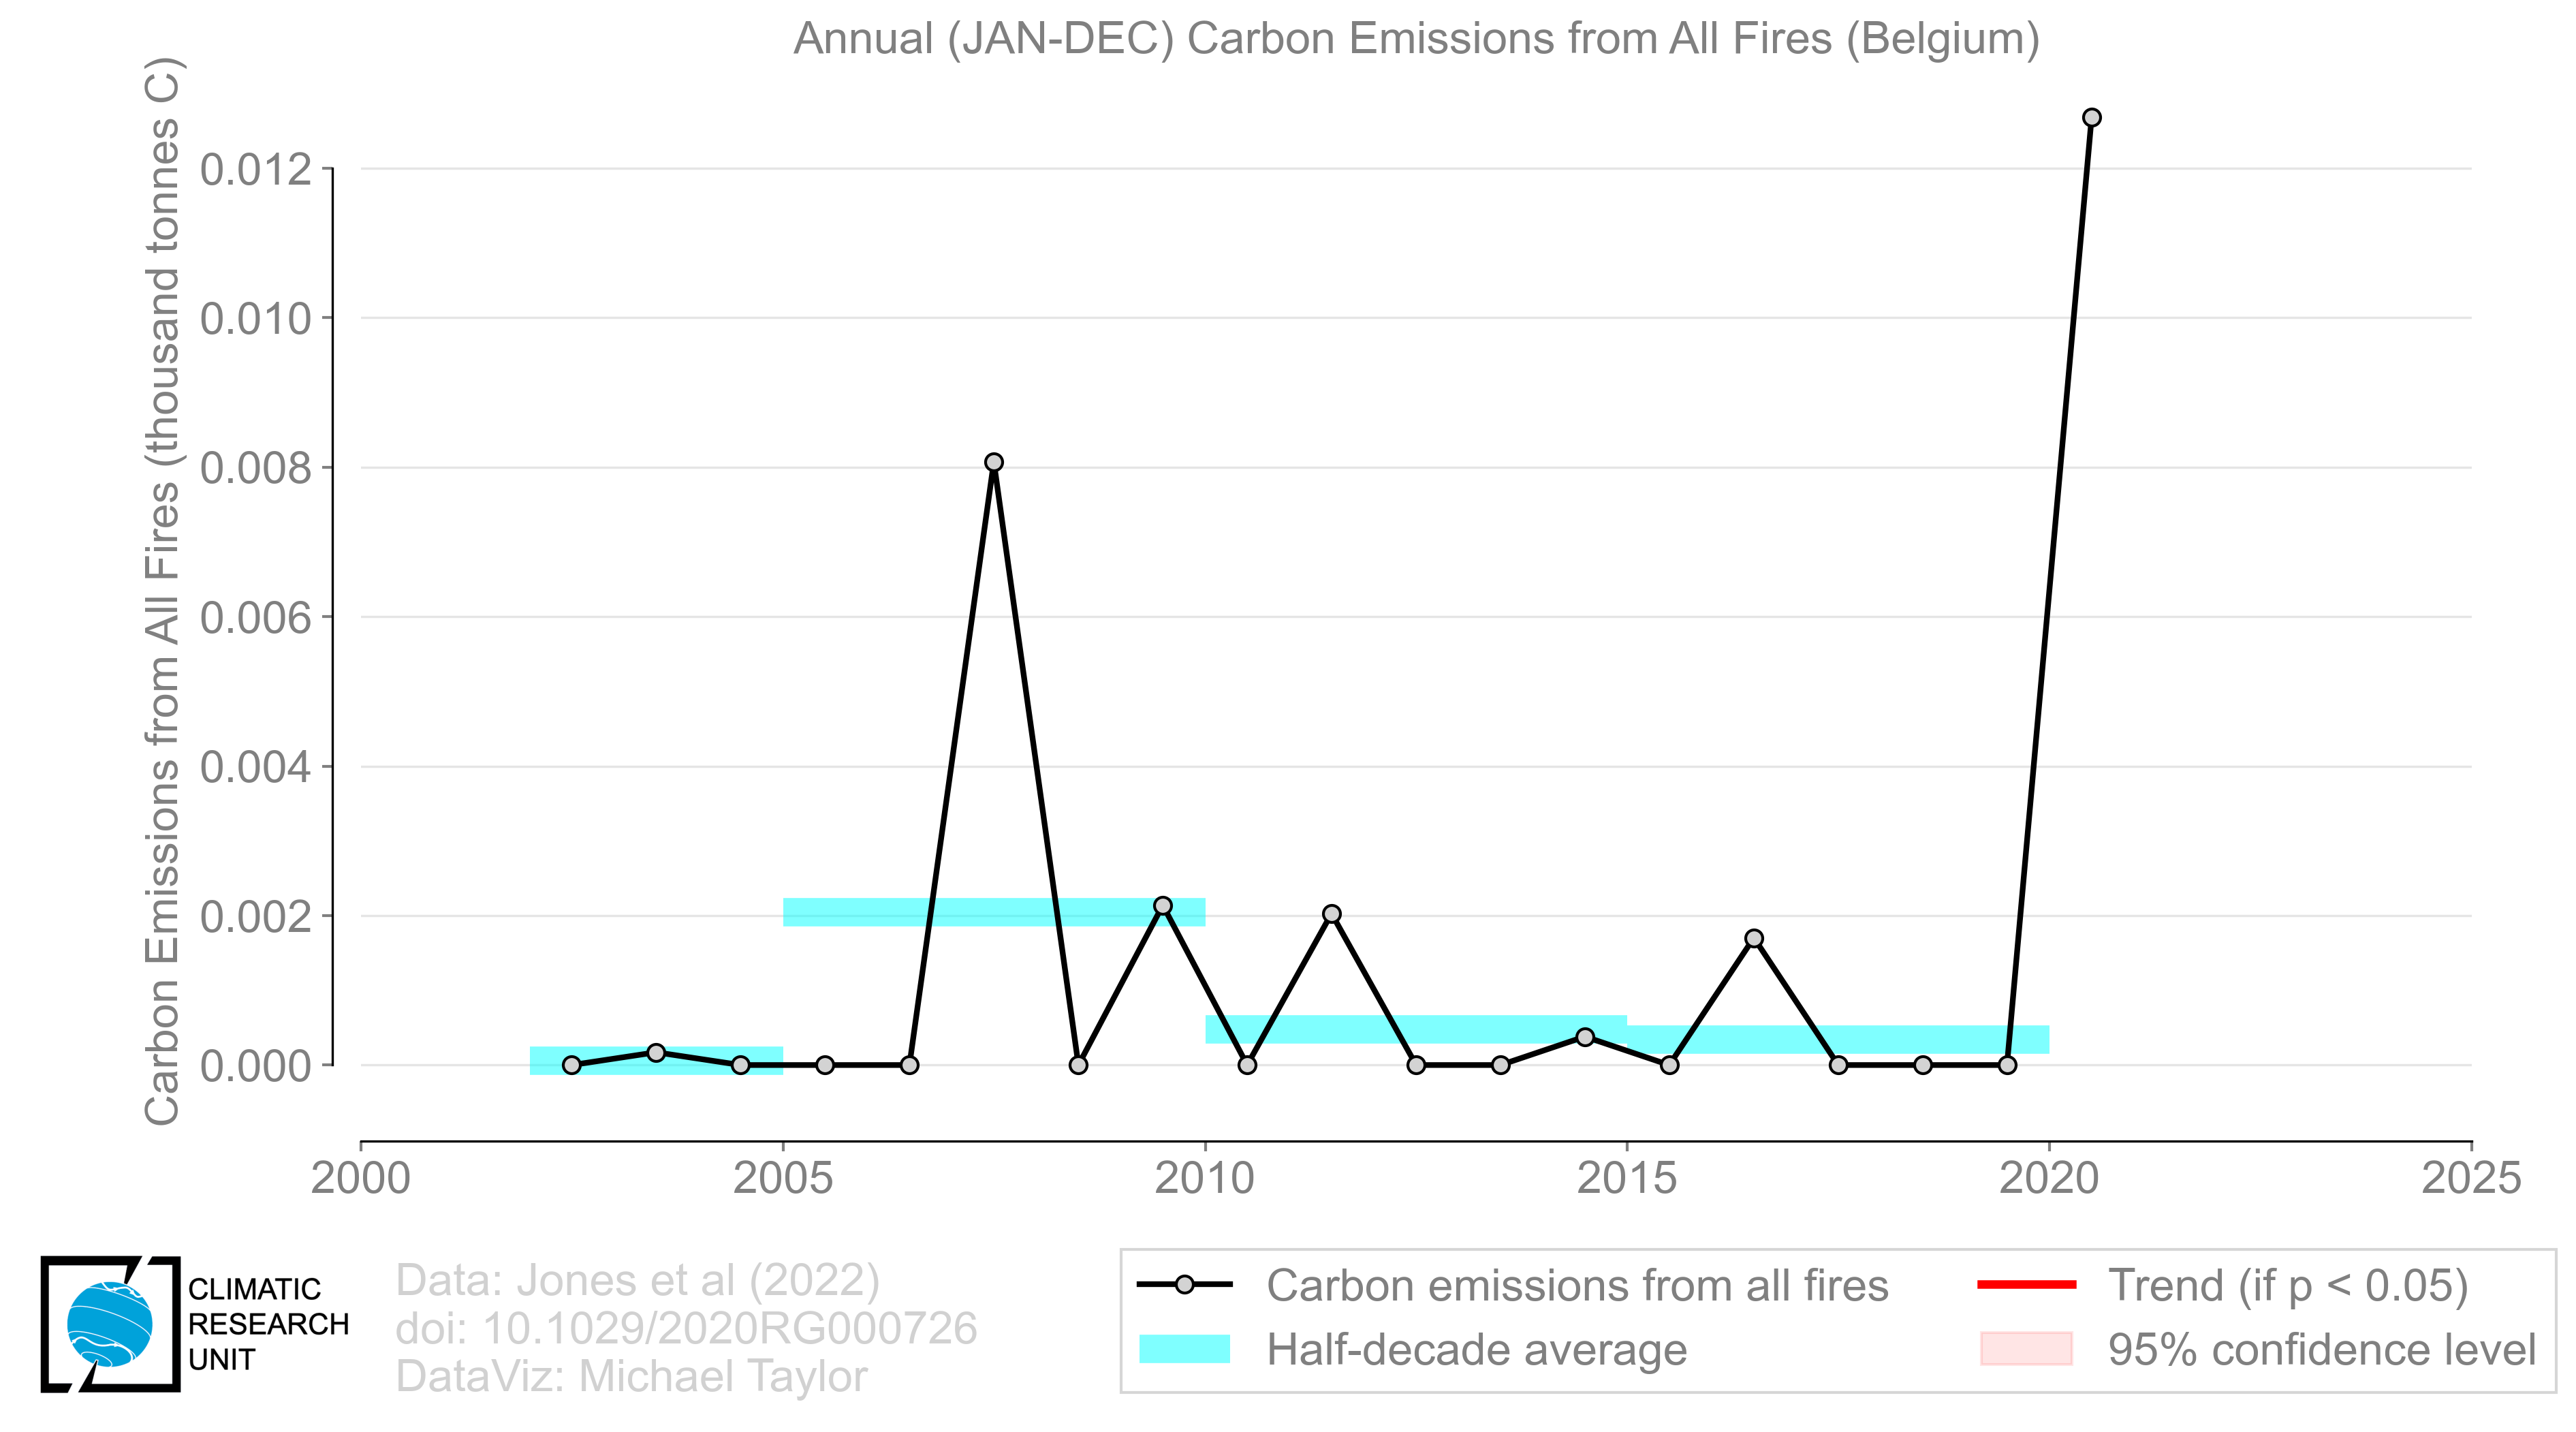 Annual (JAN-DEC) Carbon Emissions from All Fires (Belgium)
Carbon Emissions from All Fires (thousand tonnes C)
0.012
0.010
0.008
0.006
0.004
0.002
0.000
2000 2005 2010 2015 2020 2025
CLIMATIC
RESEARCH
UNIT
Data: Jones et al (2022)
doi: 10.1029/2020RG000726
DataViz: Michael Taylor
Carbon emissions from all fires
Half-decade average
Trend (if p < 0.05)
95% confidence level